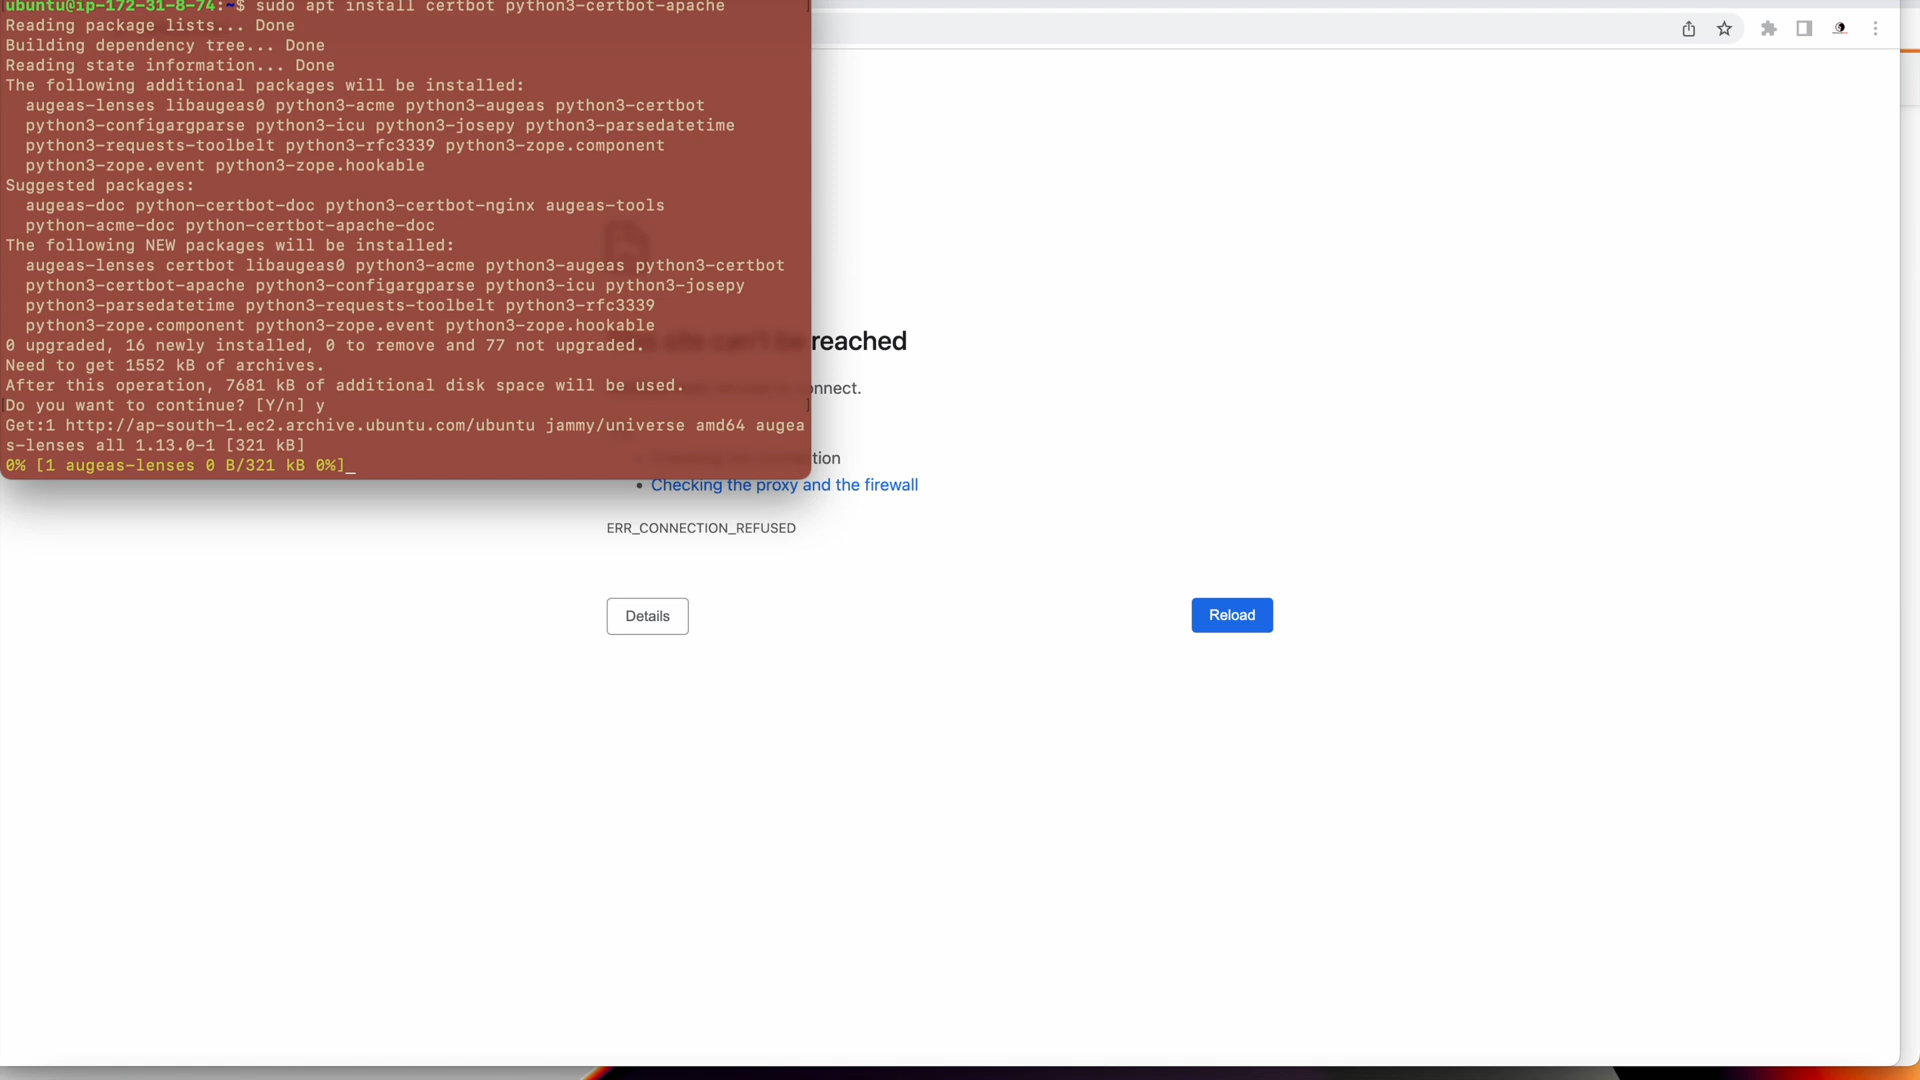 ubuntu@ip-172-31-8-74:~$ sudo apt install certbot python3-certbot-apache
Reading package lists... Done
Building dependency tree... Done
Reading state information... Done
The following additional packages will be installed:
augeas-lenses libaugeas0 python3-acme python3-augeas python3-certbot
python3-configargparse python3-icu python3-josepy python3-parsedatetime
python3-requests-toolbelt python3-rfc3339 python3-zope.component
python3-zope.event python3-zope.hookable
Suggested packages:
augeas-doc python-certbot-doc python3-certbot-nginx augeas-tools
python-acme-doc python-certbot-apache-doc
The following NEW packages will be installed:
augeas-lenses certbot libaugeas0 python3-acme python3-augeas python3-certbot
python3-certbot-apache python3-configargparse python3-icu python3-josepy
python3-parsedatetime python3-requests-toolbelt python3-rfc3339
python3-zope.component python3-zope.event python3-zope.hookable
0 upgraded, 16 newly installed, 0 to remove and 77 not upgraded.
Need to get 1552 kB of archives.
After this operation, 7681 kB of additional disk space will be used.
Do you want to continue? [Y/n] y
Get:1 http://ap-south-1.ec2.archive.ubuntu.com/ubuntu jammy/universe amd64 augea
s-lenses all 1.13.0-1 [321 kB]
0% [1 augeas-lenses 0 B/321 kB 0%]_
site can't be reached
nnect.
tion
• Checking the proxy and the firewall
ERR_CONNECTION_REFUSED
Details
Reload